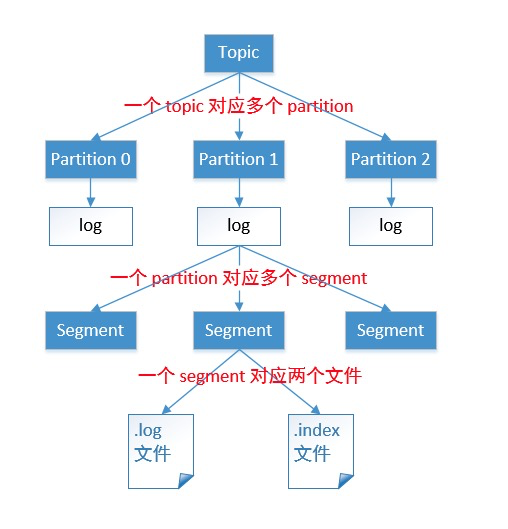 Topic
一个 topic 对应多个 partition
Partition 0
Partition 1
Partition 2
log
log
log
一个 partition 对应多个 segment
Segment
Segment
Segment
一个 segment 对应两个文件
.log
文件
.index
文件